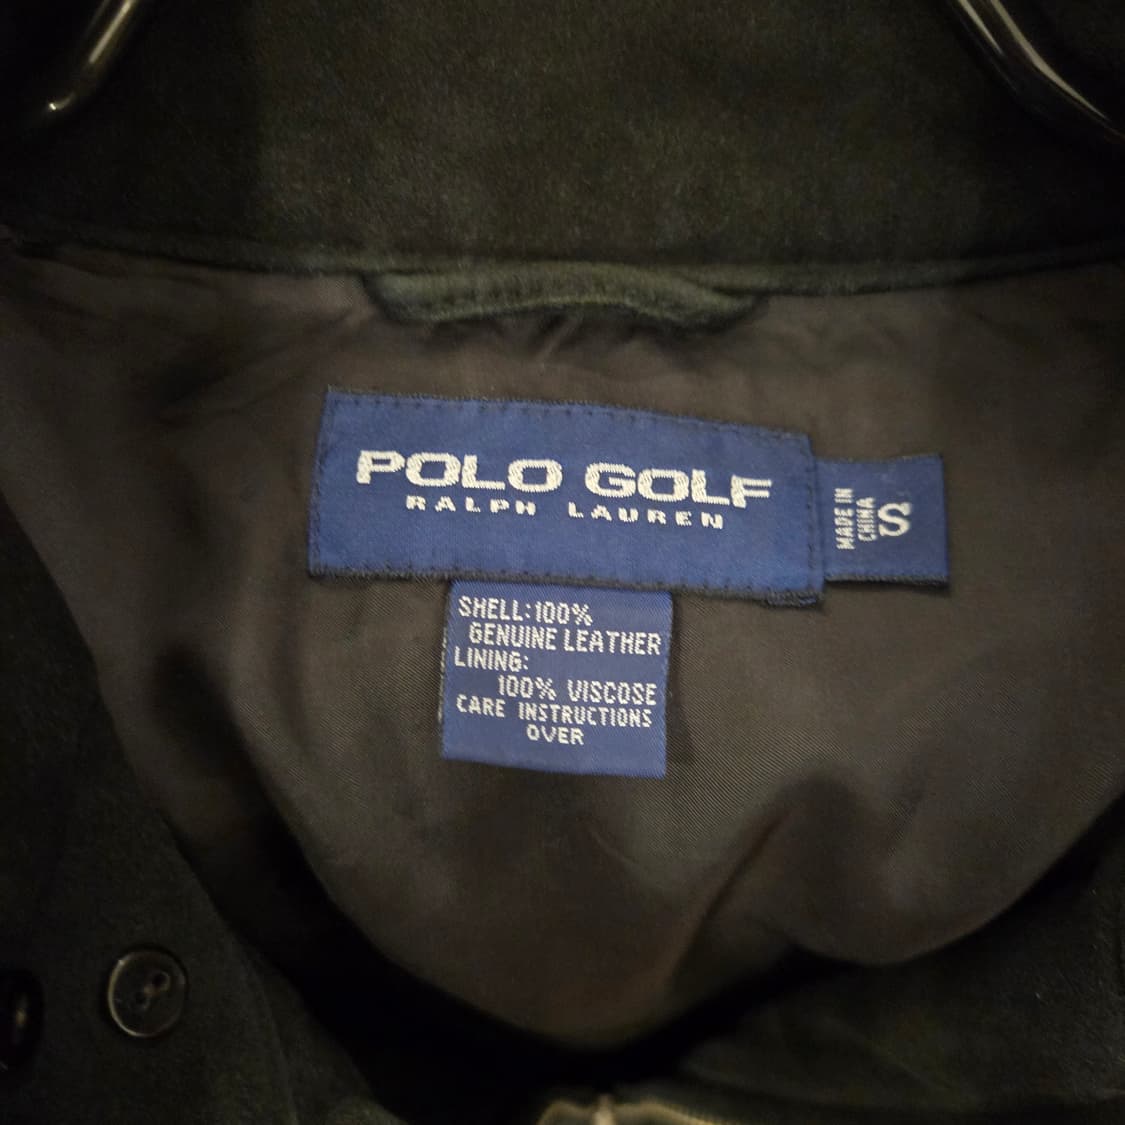 POLO GOLF
RALPH LAUREN
MADE IN
CHINA
S
SHELL:100%
GENUINE LEATHER
LINING:
100% VISCOSE
CARE INSTRUCTIONS
OVER